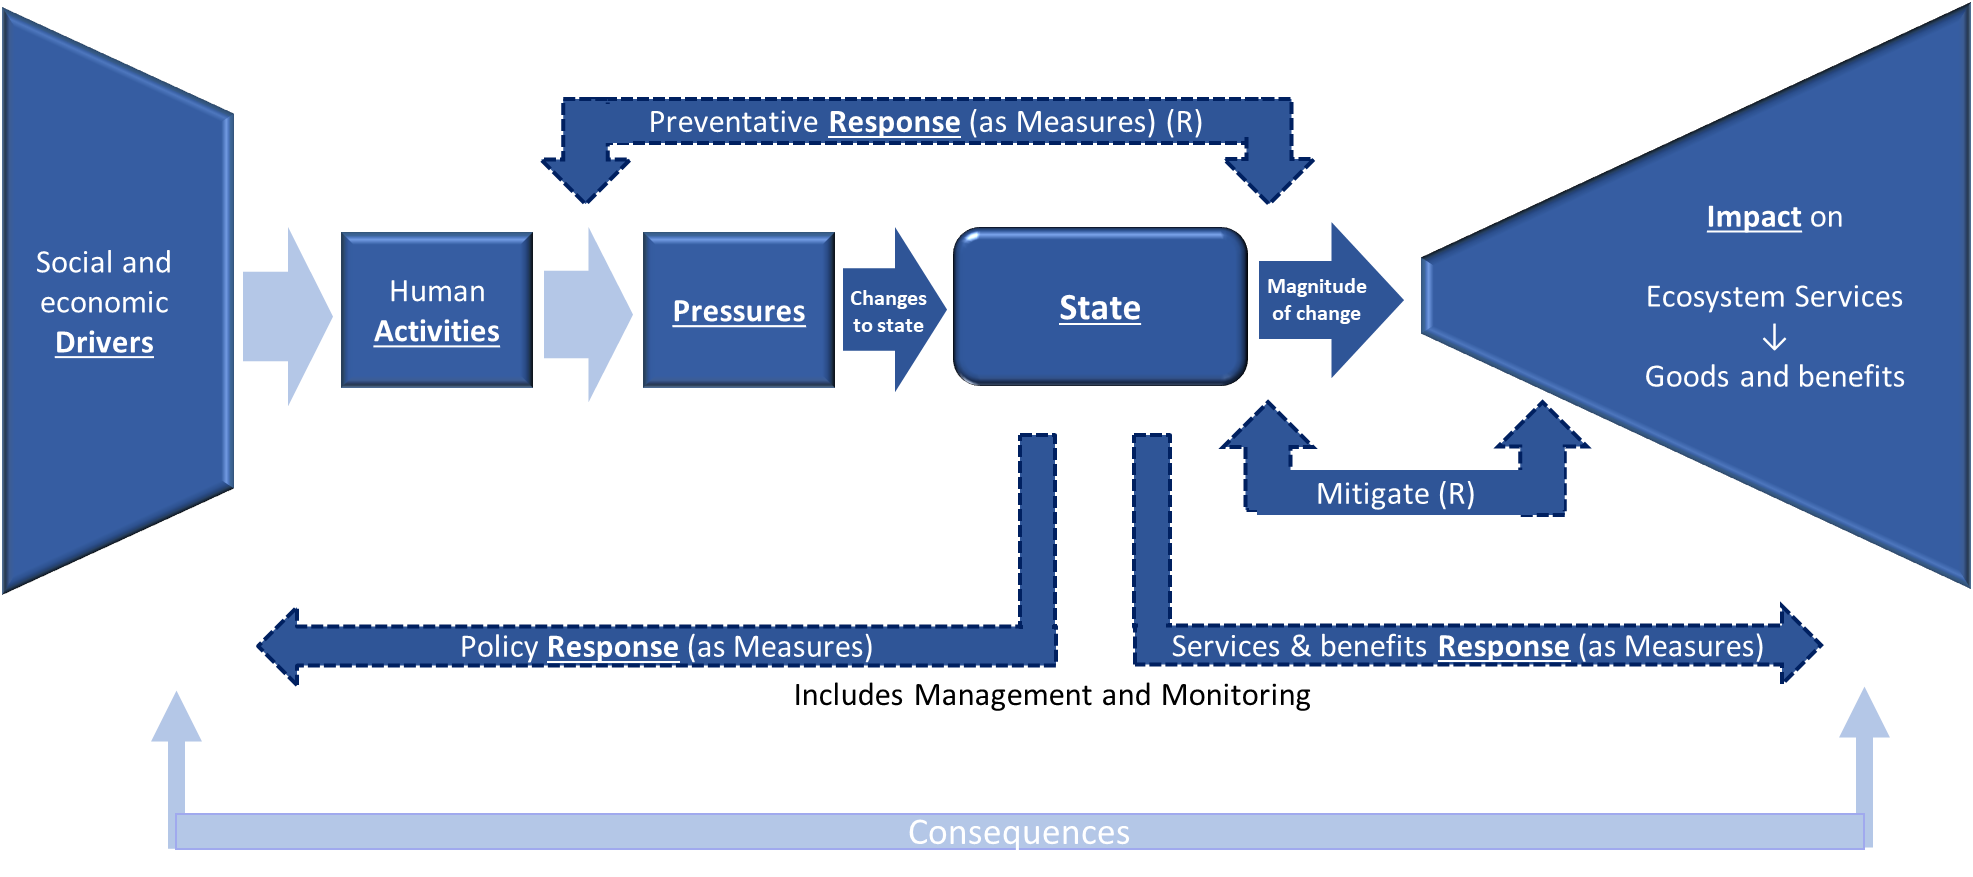 Preventative Response (as Measures) (R)
Social and
economic
Drivers
Human
Activities
Pressures
Changes
to state
State
Magnitude
of change
Impact on
Ecosystem Services
↓
Goods and benefits
Mitigate (R)
Policy Response (as Measures)
Services & benefits Response (as Measures)
Includes Management and Monitoring
Consequences